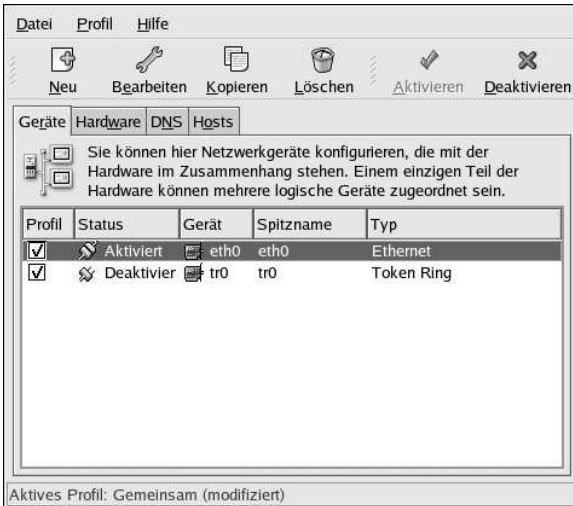 Datei Profil Hilfe
Neu Bearbeiten Kopieren Löschen Aktivieren Deaktivieren
Geräte Hardware DNS Hosts
Sie können hier Netzwerkgeräte konfigurieren, die mit der
Hardware im Zusammenhang stehen. Einem einzigen Teil der
Hardware können mehrere logische Geräte zugeordnet sein.
Profil Status Gerät Spitzname Typ
Aktiviert eth0 eth0 Ethernet
Deaktivier tr0 tr0 Token Ring
Aktives Profil: Gemeinsam (modifiziert)